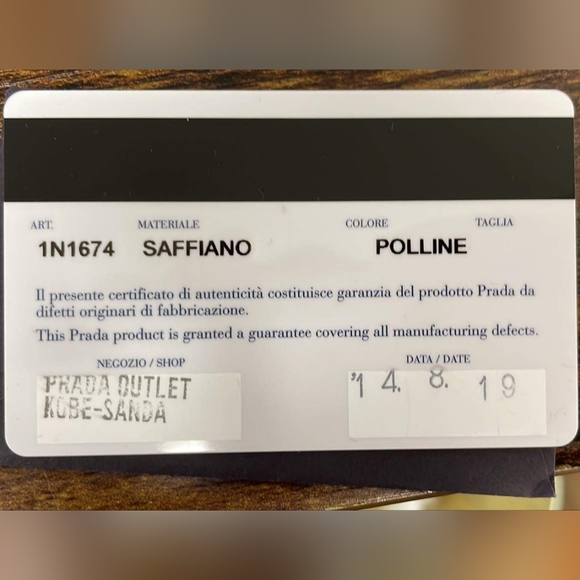 ART. MATERIALE COLORE TAGLIA
1N1674 SAFFIANO POLLINE
Il presente certificato di autenticità costituisce garanzia del prodotto Prada da
difetti originari di fabbricazione.
This Prada product is granted a guarantee covering all manufacturing defects.
NEGOZIO / SHOP DATA / DATE
PRADA OUTLET
KOBE-SANDA
'14. 8. 19